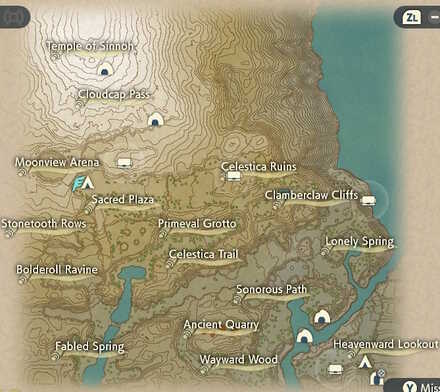 ZL
Temple of Sinnoh
Cloudcap Pass
Moonview Arena
Celestica Ruins
Clamberclaw Cliffs
Sacred Plaza
Stonetooth Rows
Primeval Grotto
Lonely Spring
Celestica Trail
Bolderoll Ravine
Sonorous Path
Ancient Quarry
Fabled Spring
Heavenward Lookout
Wayward Wood
Y Miss